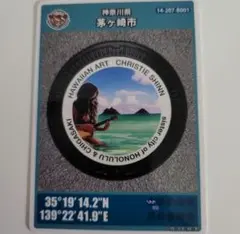 神奈川県
茅ヶ崎市
14-207-B001
HAWAIIAN ART CHRISTIE SHINN
sister city of HONOLULU & CHIGASAKI
35°19'14.2"N
139°22'41.9"E